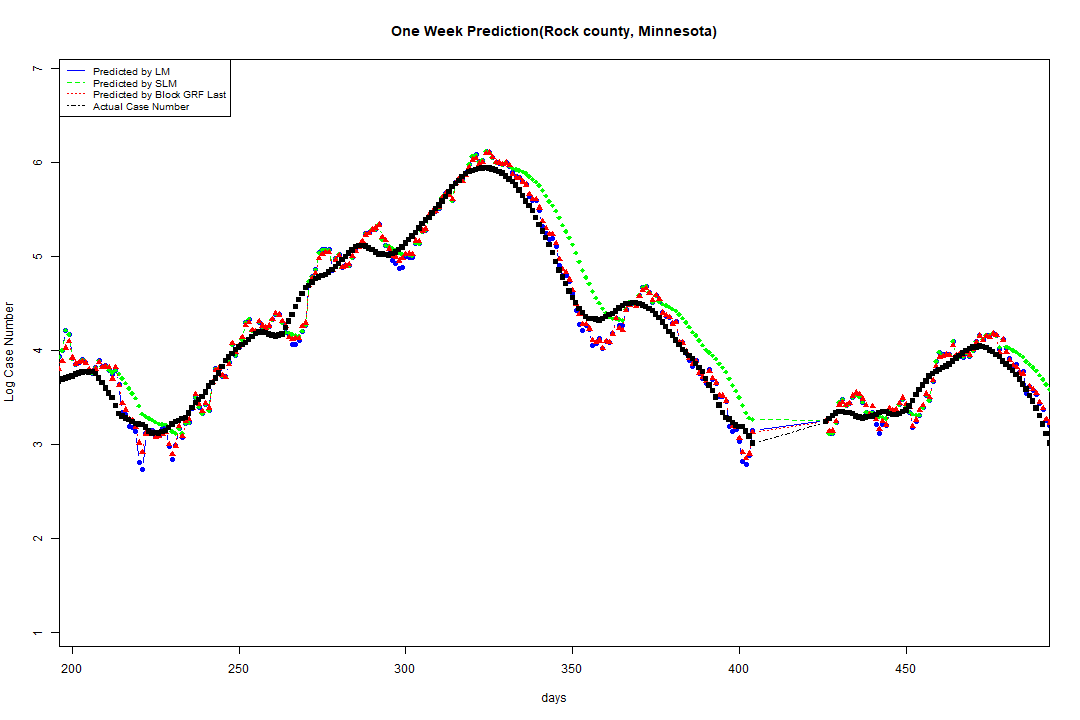 One Week Prediction(Rock county, Minnesota)
Predicted by LM
Predicted by SLM
Predicted by Block GRF Last
Actual Case Number
7
6
5
4
3
2
1
Log Case Number
200 250 300 350 400 450
days